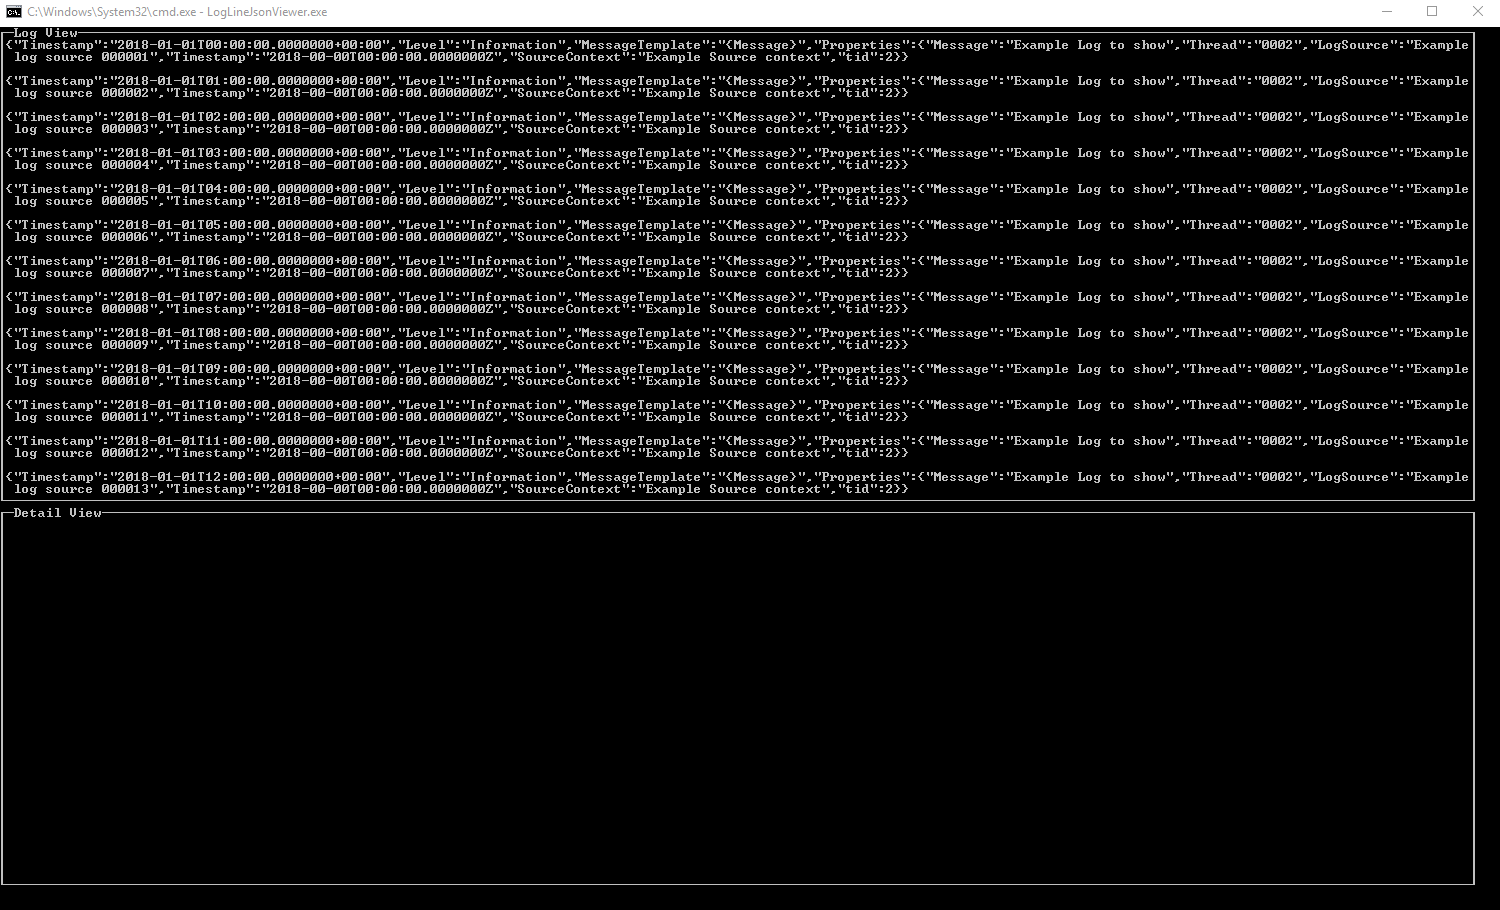 C:\Windows\System32\cmd.exe - LogLineJsonViewer.exe
Log View
{"Timestamp":"2018-01-01T00:00:00.0000000+00:00","Level":"Information","MessageTemplate":"{Message}","Properties":{"Message":"Example Log to show","Thread":"0002","LogSource":"Example
log source 000001","Timestamp":"2018-00-00T00:00:00.0000000Z","SourceContext":"Example Source context","tid":2}}
{"Timestamp":"2018-01-01T01:00:00.0000000+00:00","Level":"Information","MessageTemplate":"{Message}","Properties":{"Message":"Example Log to show","Thread":"0002","LogSource":"Example
log source 000002","Timestamp":"2018-00-00T00:00:00.0000000Z","SourceContext":"Example Source context","tid":2}}
{"Timestamp":"2018-01-01T02:00:00.0000000+00:00","Level":"Information","MessageTemplate":"{Message}","Properties":{"Message":"Example Log to show","Thread":"0002","LogSource":"Example
log source 000003","Timestamp":"2018-00-00T00:00:00.0000000Z","SourceContext":"Example Source context","tid":2}}
{"Timestamp":"2018-01-01T03:00:00.0000000+00:00","Level":"Information","MessageTemplate":"{Message}","Properties":{"Message":"Example Log to show","Thread":"0002","LogSource":"Example
log source 000004","Timestamp":"2018-00-00T00:00:00.0000000Z","SourceContext":"Example Source context","tid":2}}
{"Timestamp":"2018-01-01T04:00:00.0000000+00:00","Level":"Information","MessageTemplate":"{Message}","Properties":{"Message":"Example Log to show","Thread":"0002","LogSource":"Example
log source 000005","Timestamp":"2018-00-00T00:00:00.0000000Z","SourceContext":"Example Source context","tid":2}}
{"Timestamp":"2018-01-01T05:00:00.0000000+00:00","Level":"Information","MessageTemplate":"{Message}","Properties":{"Message":"Example Log to show","Thread":"0002","LogSource":"Example
log source 000006","Timestamp":"2018-00-00T00:00:00.0000000Z","SourceContext":"Example Source context","tid":2}}
{"Timestamp":"2018-01-01T06:00:00.0000000+00:00","Level":"Information","MessageTemplate":"{Message}","Properties":{"Message":"Example Log to show","Thread":"0002","LogSource":"Example
log source 000007","Timestamp":"2018-00-00T00:00:00.0000000Z","SourceContext":"Example Source context","tid":2}}
{"Timestamp":"2018-01-01T07:00:00.0000000+00:00","Level":"Information","MessageTemplate":"{Message}","Properties":{"Message":"Example Log to show","Thread":"0002","LogSource":"Example
log source 000008","Timestamp":"2018-00-00T00:00:00.0000000Z","SourceContext":"Example Source context","tid":2}}
{"Timestamp":"2018-01-01T08:00:00.0000000+00:00","Level":"Information","MessageTemplate":"{Message}","Properties":{"Message":"Example Log to show","Thread":"0002","LogSource":"Example
log source 000009","Timestamp":"2018-00-00T00:00:00.0000000Z","SourceContext":"Example Source context","tid":2}}
{"Timestamp":"2018-01-01T09:00:00.0000000+00:00","Level":"Information","MessageTemplate":"{Message}","Properties":{"Message":"Example Log to show","Thread":"0002","LogSource":"Example
log source 000010","Timestamp":"2018-00-00T00:00:00.0000000Z","SourceContext":"Example Source context","tid":2}}
{"Timestamp":"2018-01-01T10:00:00.0000000+00:00","Level":"Information","MessageTemplate":"{Message}","Properties":{"Message":"Example Log to show","Thread":"0002","LogSource":"Example
log source 000011","Timestamp":"2018-00-00T00:00:00.0000000Z","SourceContext":"Example Source context","tid":2}}
{"Timestamp":"2018-01-01T11:00:00.0000000+00:00","Level":"Information","MessageTemplate":"{Message}","Properties":{"Message":"Example Log to show","Thread":"0002","LogSource":"Example
log source 000012","Timestamp":"2018-00-00T00:00:00.0000000Z","SourceContext":"Example Source context","tid":2}}
{"Timestamp":"2018-01-01T12:00:00.0000000+00:00","Level":"Information","MessageTemplate":"{Message}","Properties":{"Message":"Example Log to show","Thread":"0002","LogSource":"Example
log source 000013","Timestamp":"2018-00-00T00:00:00.0000000Z","SourceContext":"Example Source context","tid":2}}
Detail View